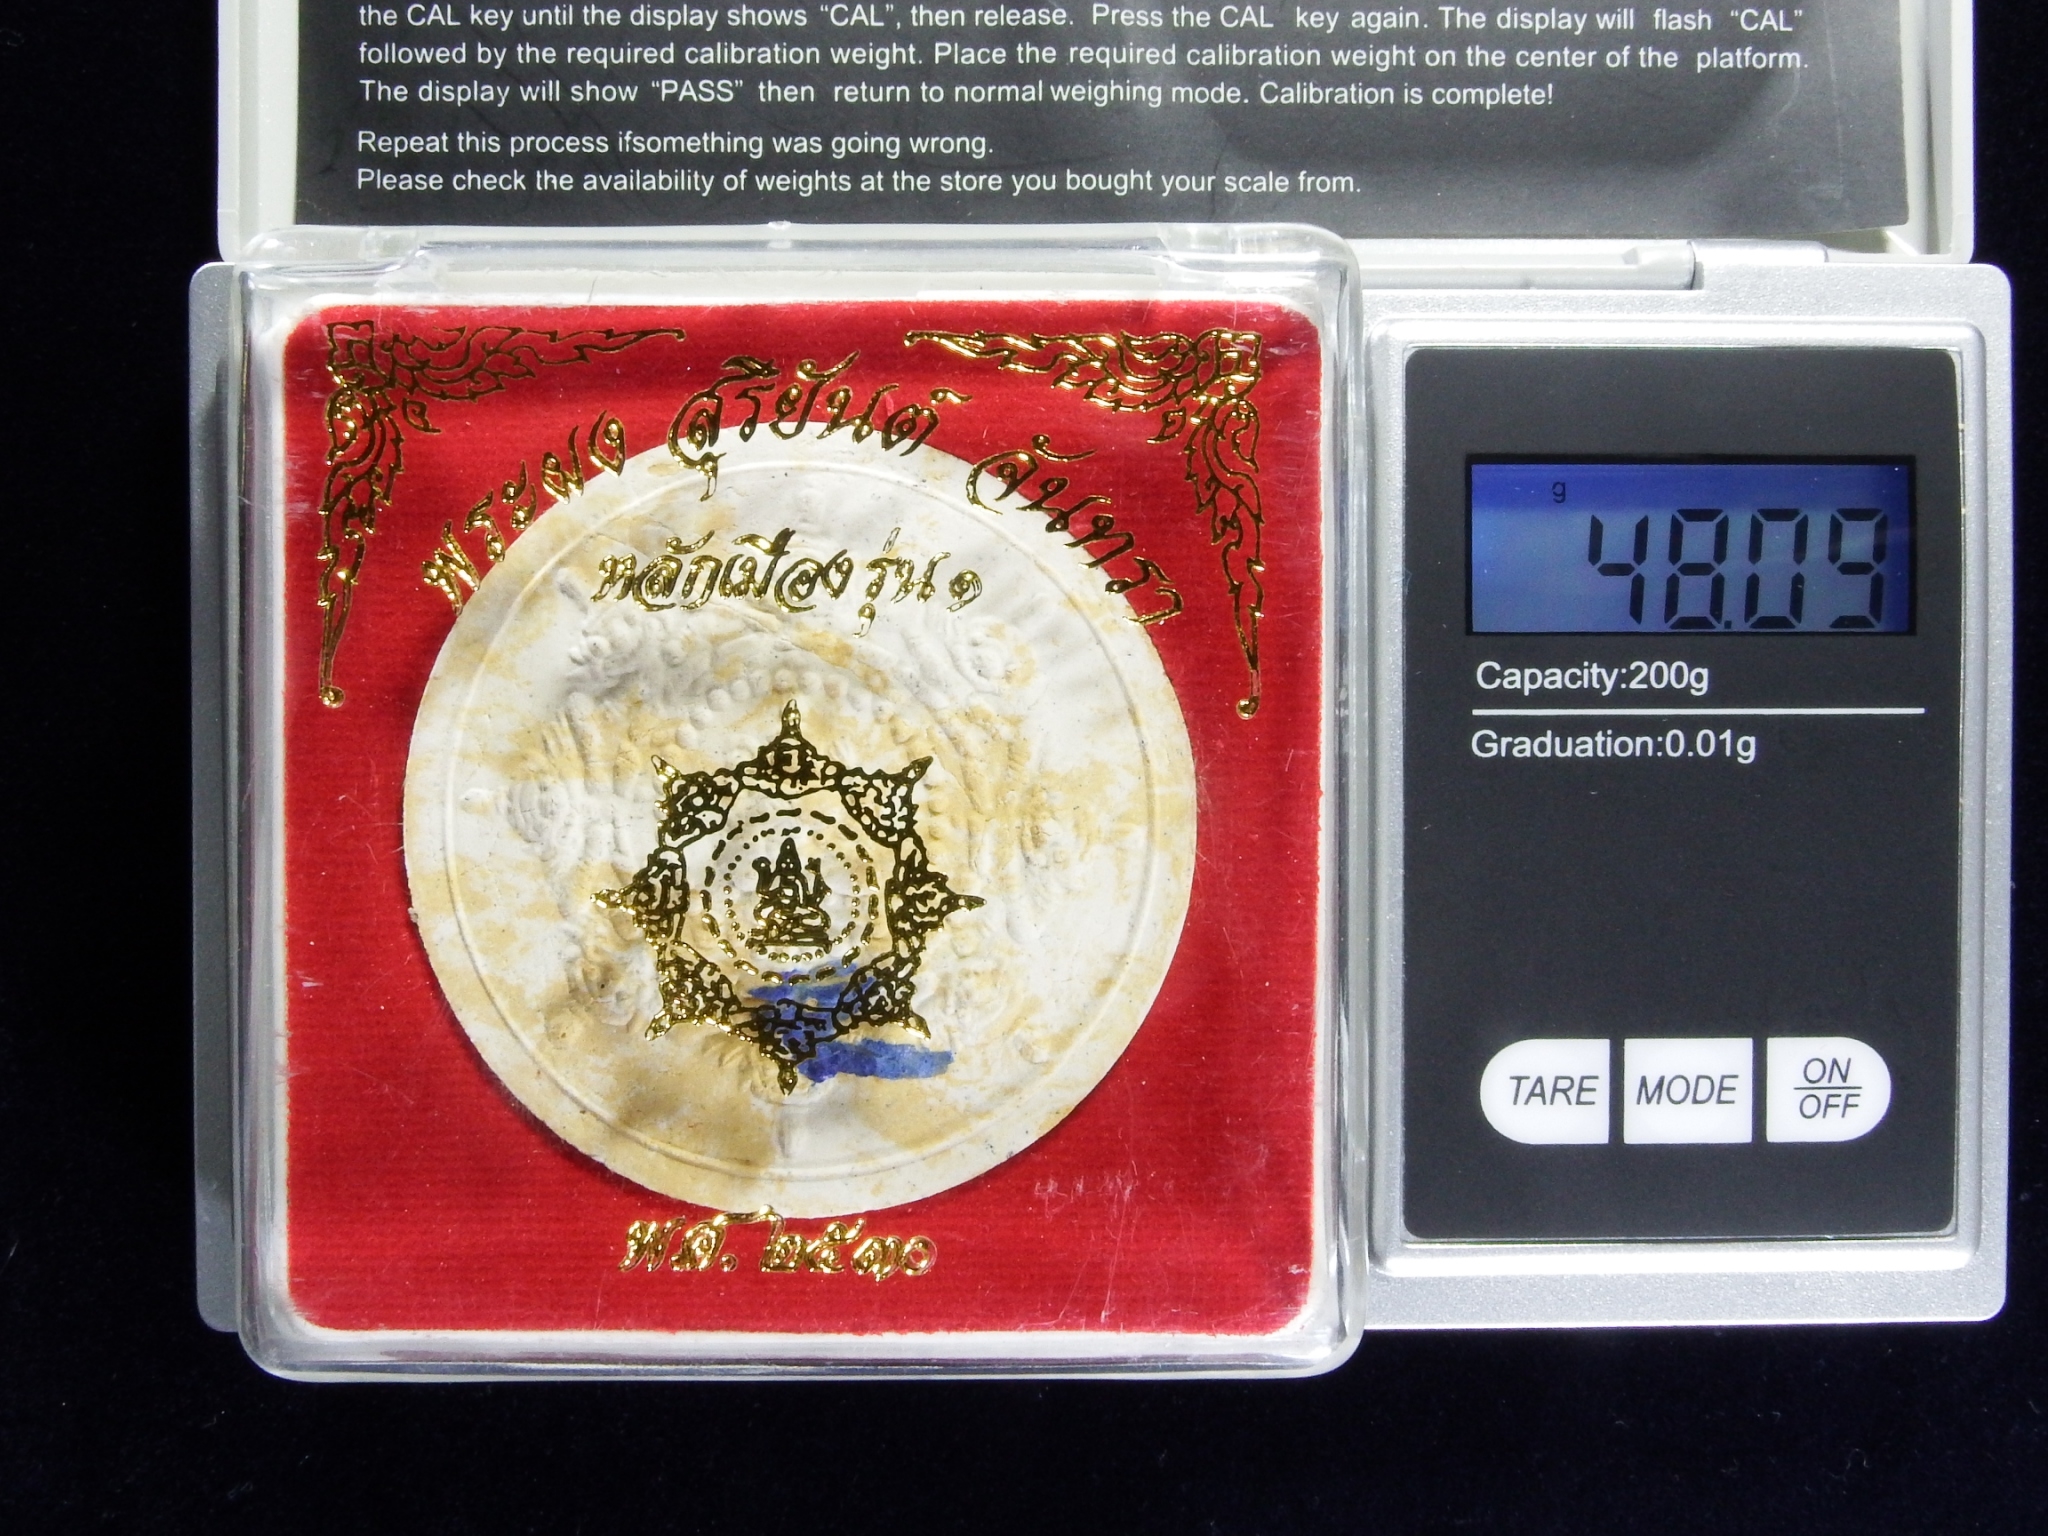 the CAL key until the display shows “CAL”, then release. Press the CAL key again. The display will flash “CAL”
followed by the required calibration weight. Place the required calibration weight on the center of the platform.
The display will show “PASS” then return to normal weighing mode. Calibration is complete!
Repeat this process ifsomething was going wrong.
Please check the availability of weights at the store you bought your scale from.
พระผง สุริยันต์ จันทรา
หลักเมือง รุ่น ๑
พ.ศ. ๒๕๓๐
g
48.09
Capacity:200g
Graduation:0.01g
TARE
MODE
ON
OFF